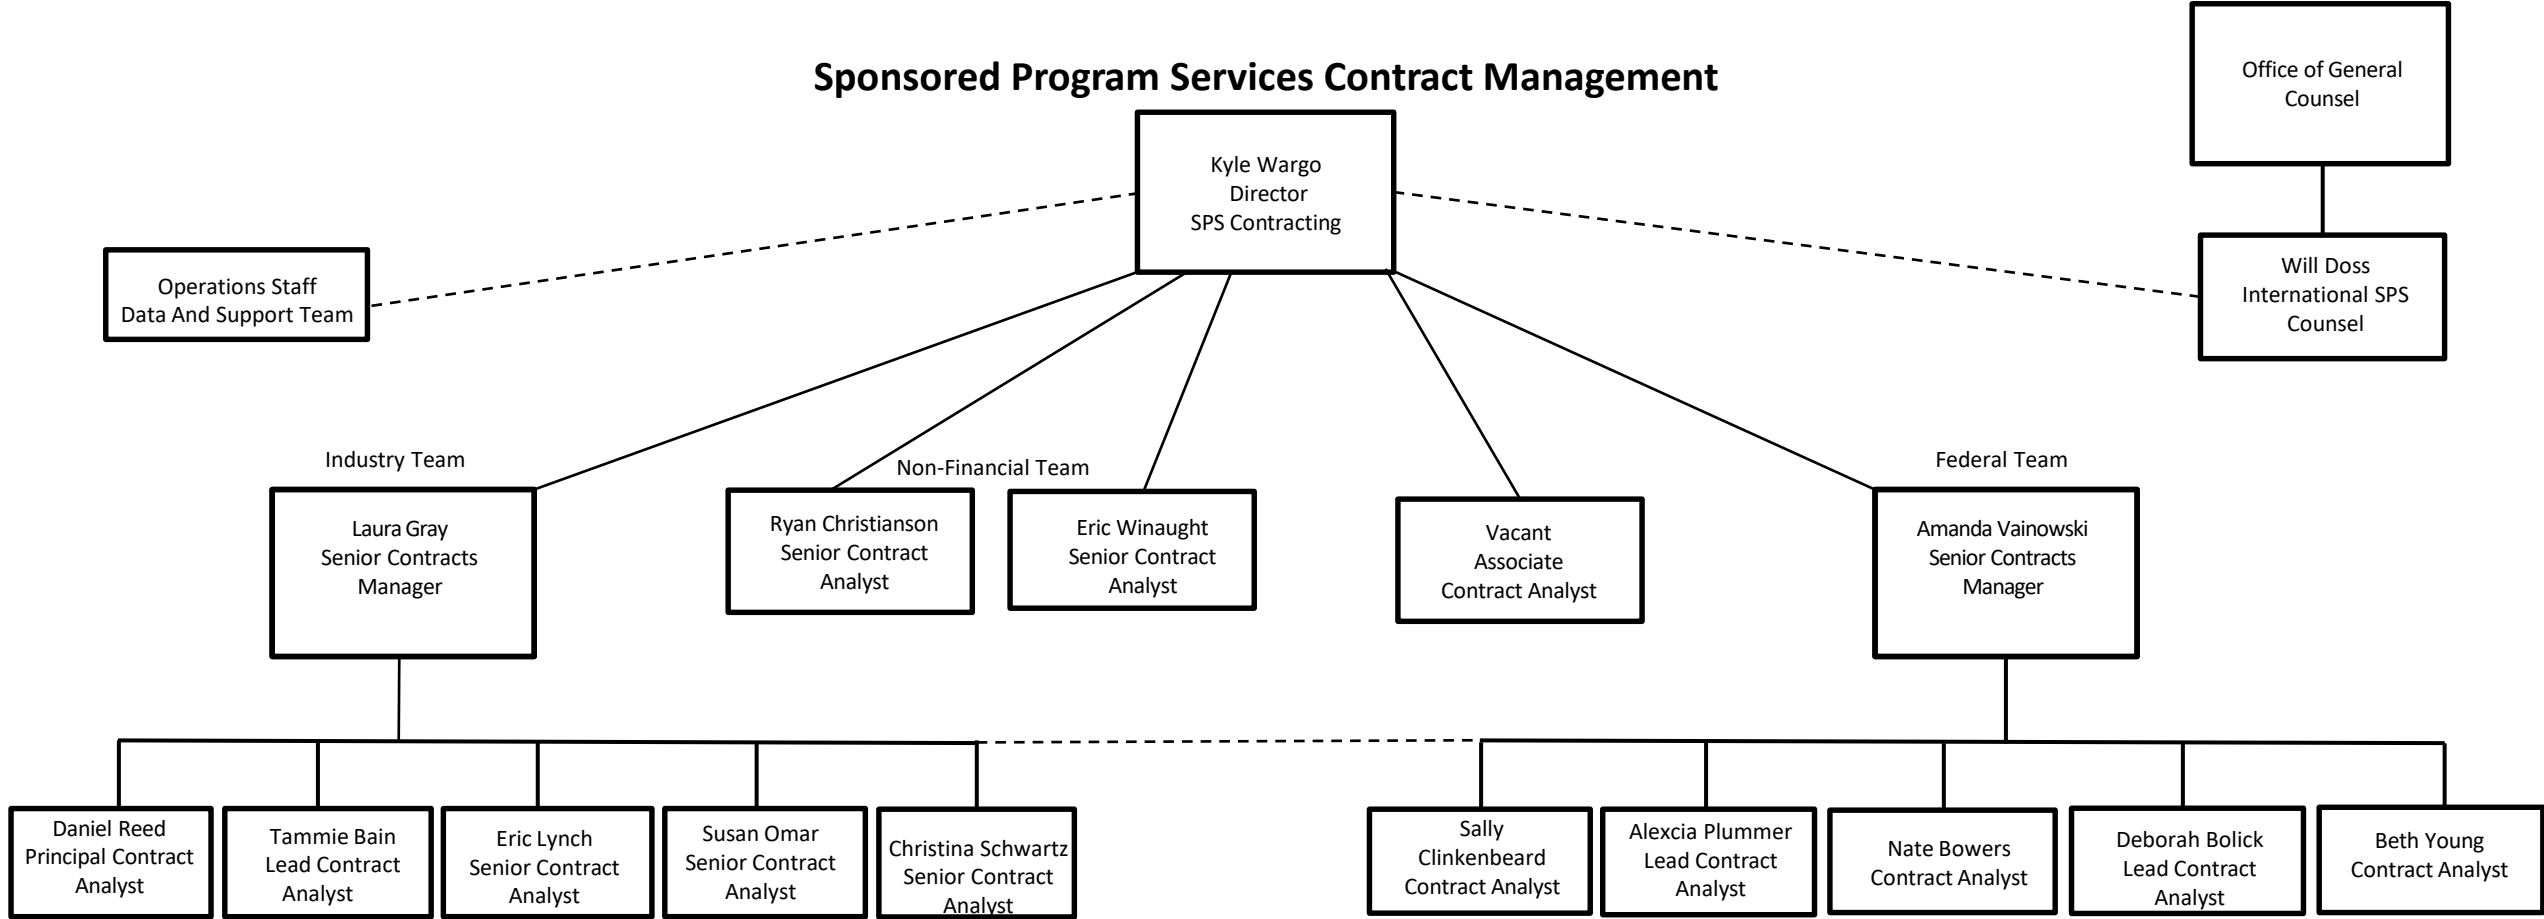 Sponsored Program Services Contract Management
Office of General
Counsel
Kyle Wargo
Director
SPS Contracting
Operations Staff
Data And Support Team
Will Doss
International SPS
Counsel
Industry Team
Non-Financial Team
Federal Team
Laura Gray
Senior Contracts
Manager
Ryan Christianson
Senior Contract
Analyst
Eric Winaught
Senior Contract
Analyst
Vacant
Associate
Contract Analyst
Amanda Vainowski
Senior Contracts
Manager
Daniel Reed
Principal Contract
Analyst
Tammie Bain
Lead Contract
Analyst
Eric Lynch
Senior Contract
Analyst
Susan Omar
Senior Contract
Analyst
Christina Schwartz
Senior Contract
Analyst
Sally
Clinkenbeard
Contract Analyst
Alexcia Plummer
Lead Contract
Analyst
Nate Bowers
Contract Analyst
Deborah Bolick
Lead Contract
Analyst
Beth Young
Contract Analyst